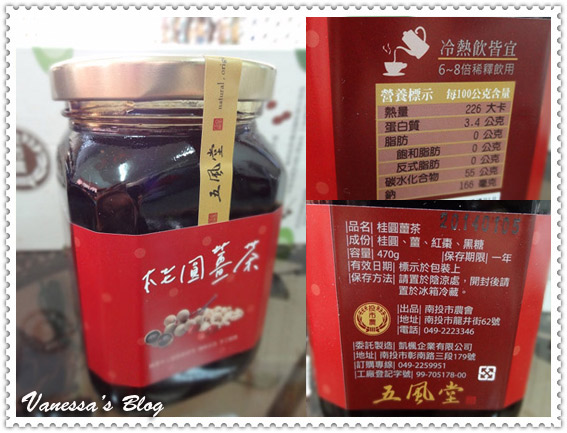 natural . ori
五風堂
桂圓薑茶
冷熱飲皆宜
6~8倍稀釋飲用
營養標示 每100公克含量
熱量 226 大卡
蛋白質 3.4 公克
脂肪 0 公克
飽和脂肪 0 公克
反式脂肪 0 公克
碳水化合物 55 公克
鈉 166 毫克
|品名| 桂圓薑茶
|成份| 桂圓、薑、紅棗、黑糖
|容量| 470g |保存期限| 一年
|有效日期| 標示於包裝上
|保存方法| 請置於陰涼處,開封後請
置於冰箱冷藏。
|出品| 南投市農會
|地址| 南投市龍井街62號
|電話| 049-2223346
|委託製造| 凱楓企業有限公司
|地址| 南投市彰南路三段179號
|訂購專線| 049-2259951
|工廠登記字號| 99-705178-00
五風堂
Vanessa's Blog